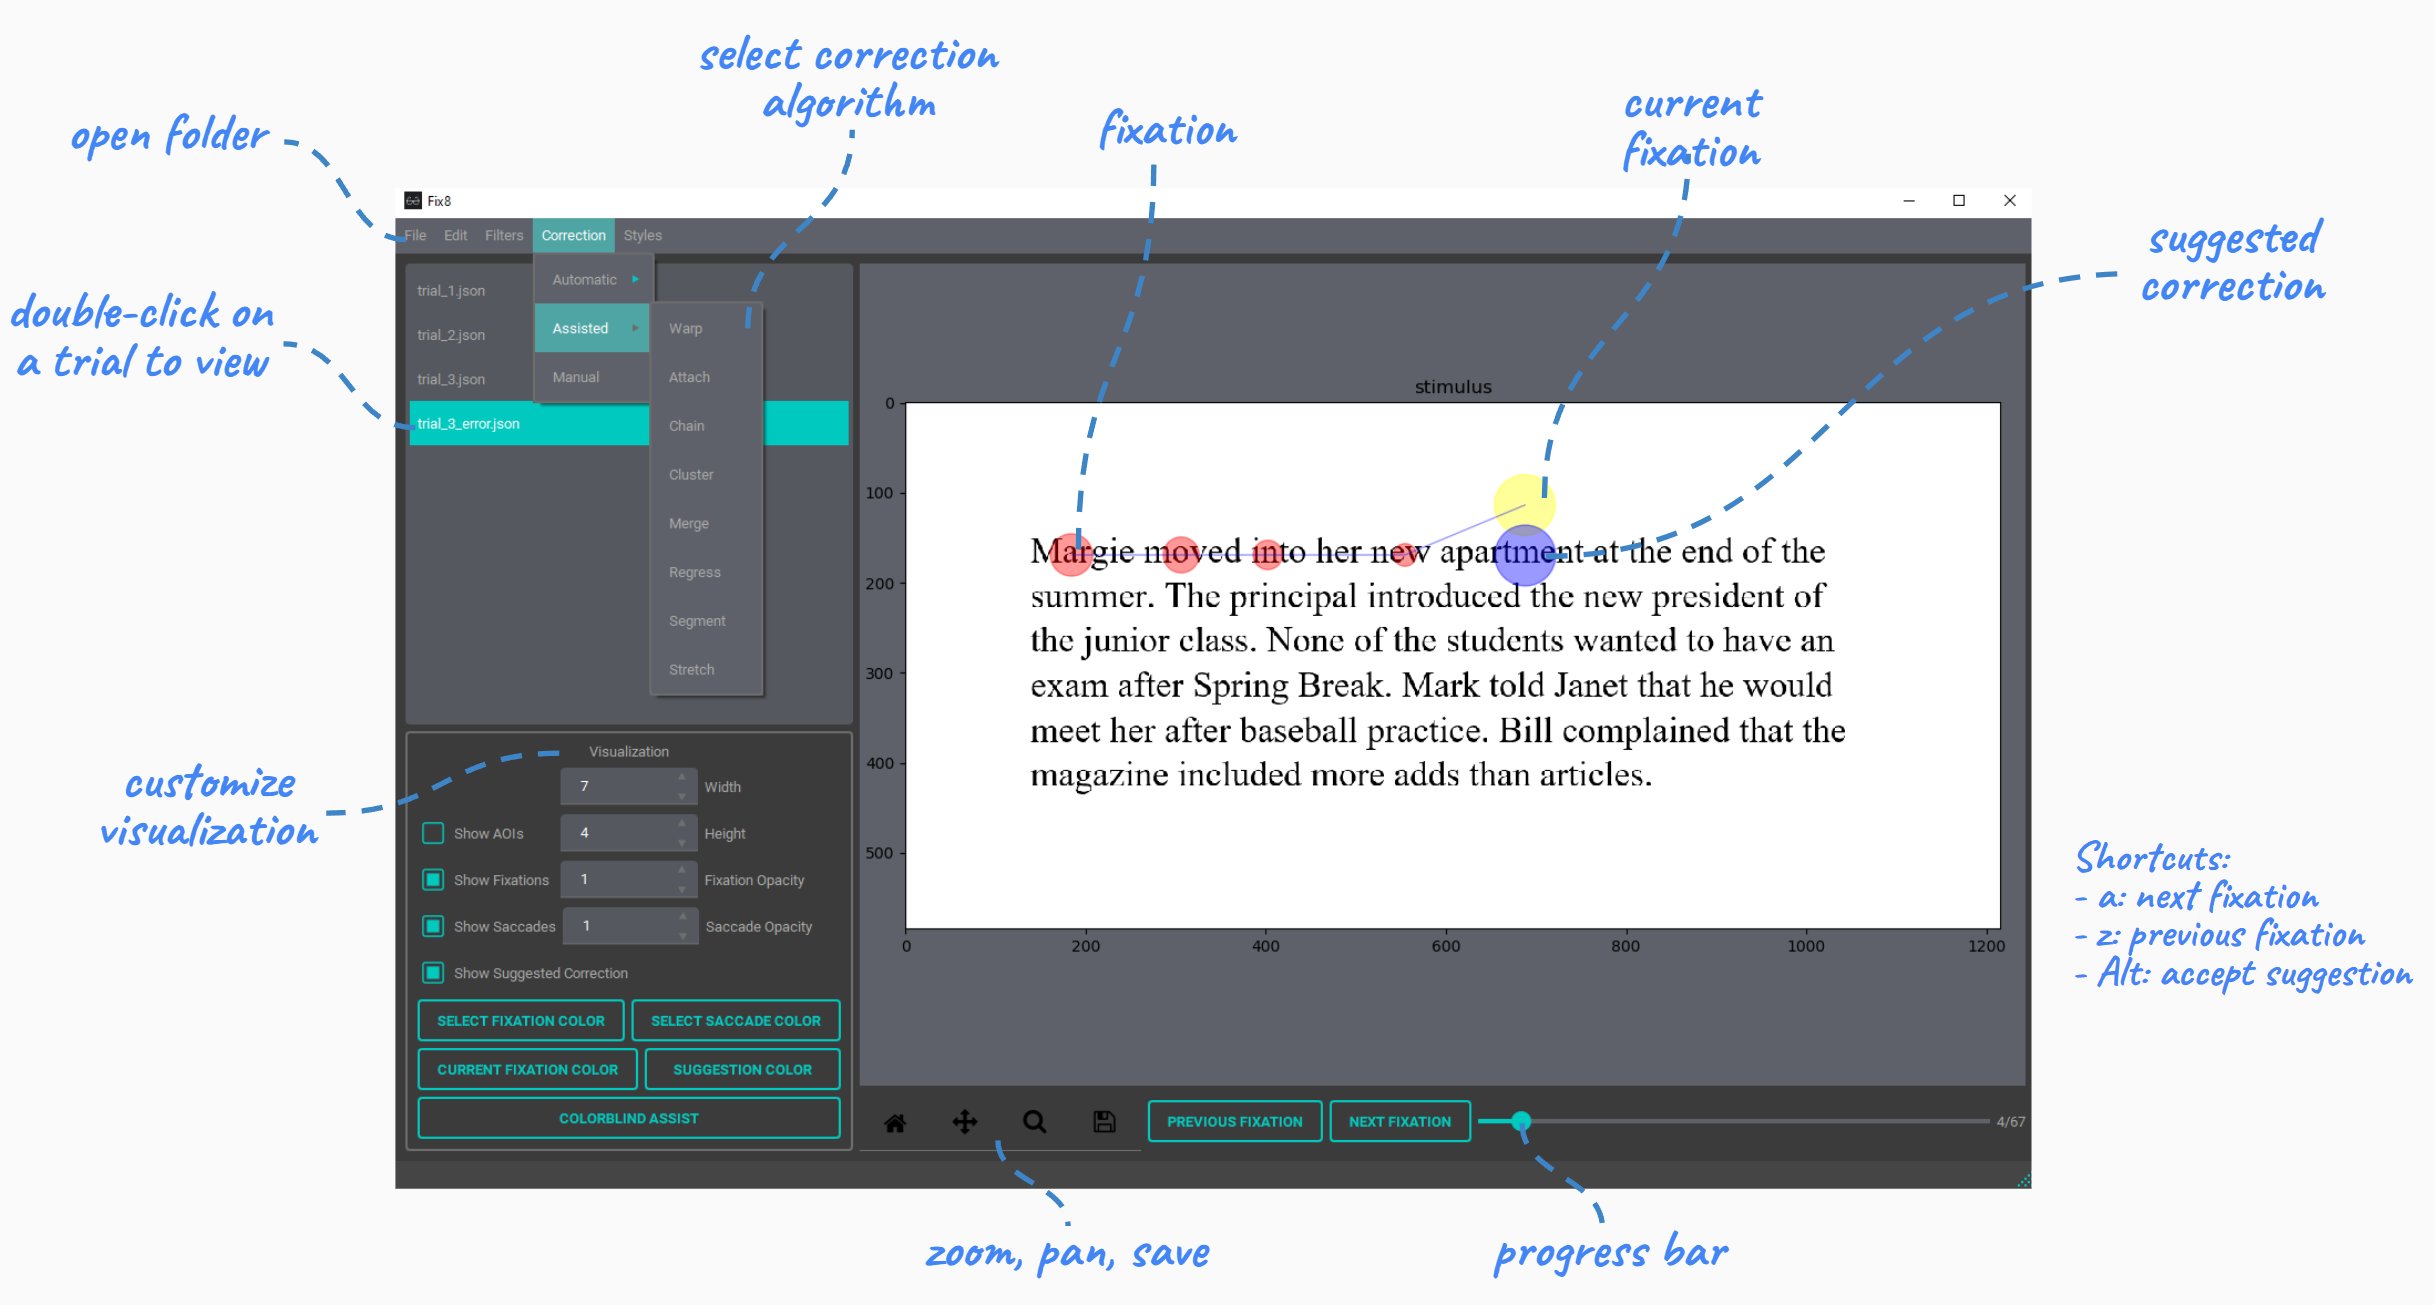 select correction
algorithm
open folder
fixation
current
fixation
suggested
correction
double-click on
a trial to view
customize
visualization
Fix8
File Edit Filters Correction Styles
trial_1.json
trial_2.json
trial_3.json
trial_3_error.json
Automatic
Assisted
Manual
Warp
Attach
Chain
Cluster
Merge
Regress
Segment
Stretch
Visualization
7 Width
Show AOIs 4 Height
Show Fixations 1 Fixation Opacity
Show Saccades 1 Saccade Opacity
Show Suggested Correction
SELECT FIXATION COLOR SELECT SACCADE COLOR
CURRENT FIXATION COLOR SUGGESTION COLOR
COLORBLIND ASSIST
stimulus
0
100
200
300
400
500
0 200 400 600 800 1000 1200
Margie moved into her new apartment at the end of the
summer. The principal introduced the new president of
the junior class. None of the students wanted to have an
exam after Spring Break. Mark told Janet that he would
meet her after baseball practice. Bill complained that the
magazine included more adds than articles.
PREVIOUS FIXATION NEXT FIXATION 4/67
Shortcuts:
- a: next fixation
- z: previous fixation
- Alt: accept suggestion
zoom, pan, save
progress bar